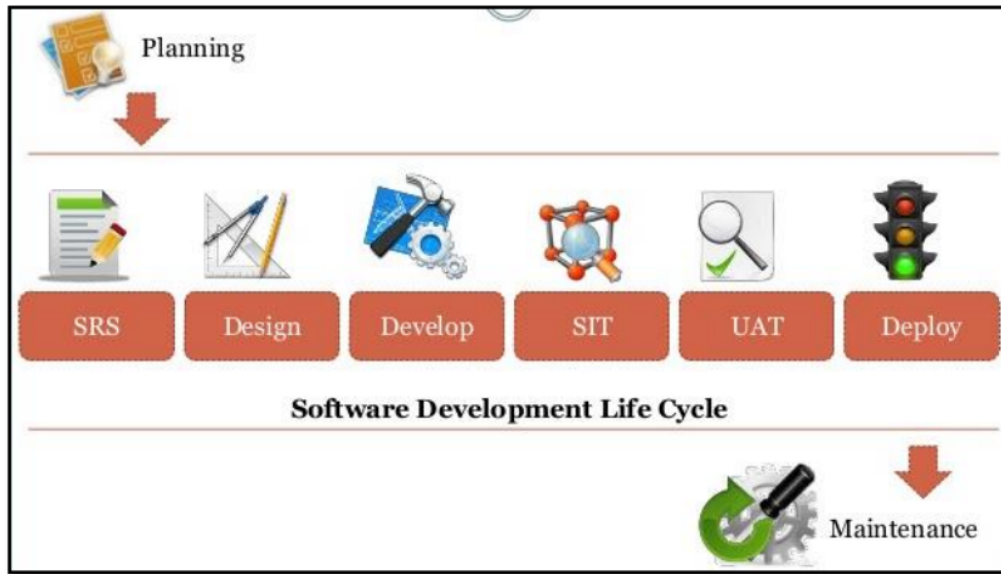 Planning
SRS
Design
Develop
SIT
UAT
Deploy
Software Development Life Cycle
Maintenance